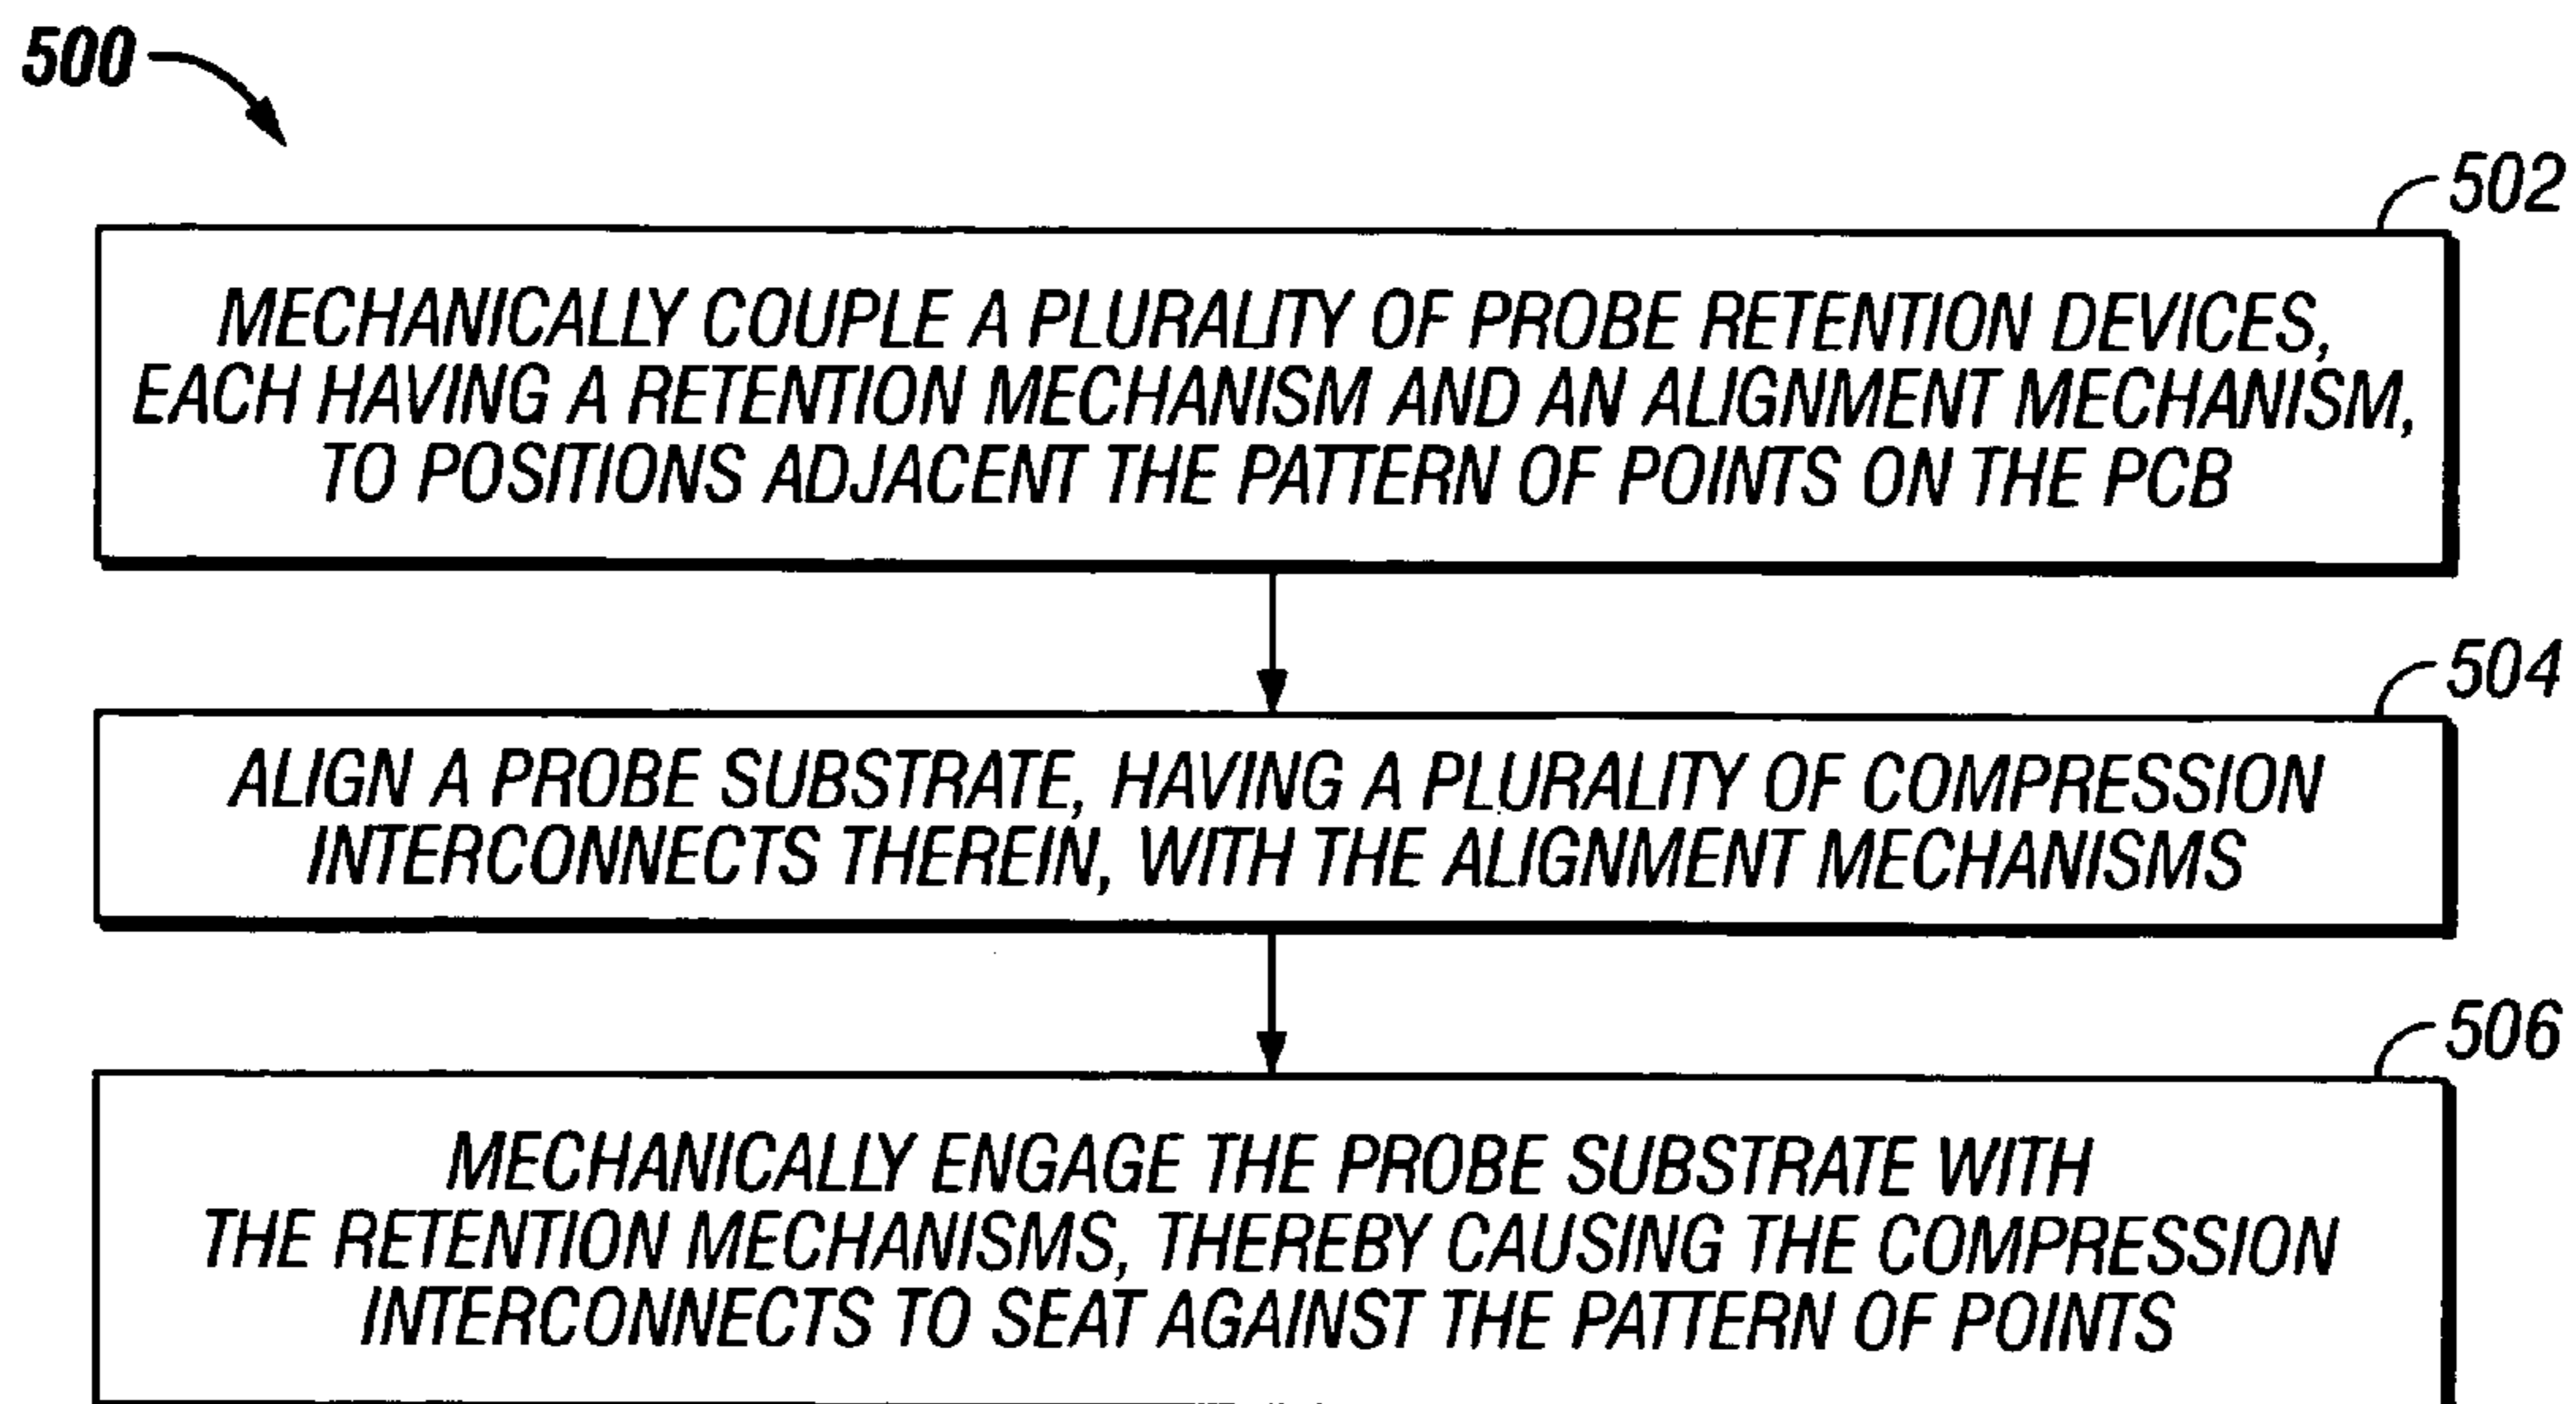 500
502
MECHANICALLY COUPLE A PLURALITY OF PROBE RETENTION DEVICES,
EACH HAVING A RETENTION MECHANISM AND AN ALIGNMENT MECHANISM,
TO POSITIONS ADJACENT THE PATTERN OF POINTS ON THE PCB
504
ALIGN A PROBE SUBSTRATE, HAVING A PLURALITY OF COMPRESSION
INTERCONNECTS THEREIN, WITH THE ALIGNMENT MECHANISMS
506
MECHANICALLY ENGAGE THE PROBE SUBSTRATE WITH
THE RETENTION MECHANISMS, THEREBY CAUSING THE COMPRESSION
INTERCONNECTS TO SEAT AGAINST THE PATTERN OF POINTS